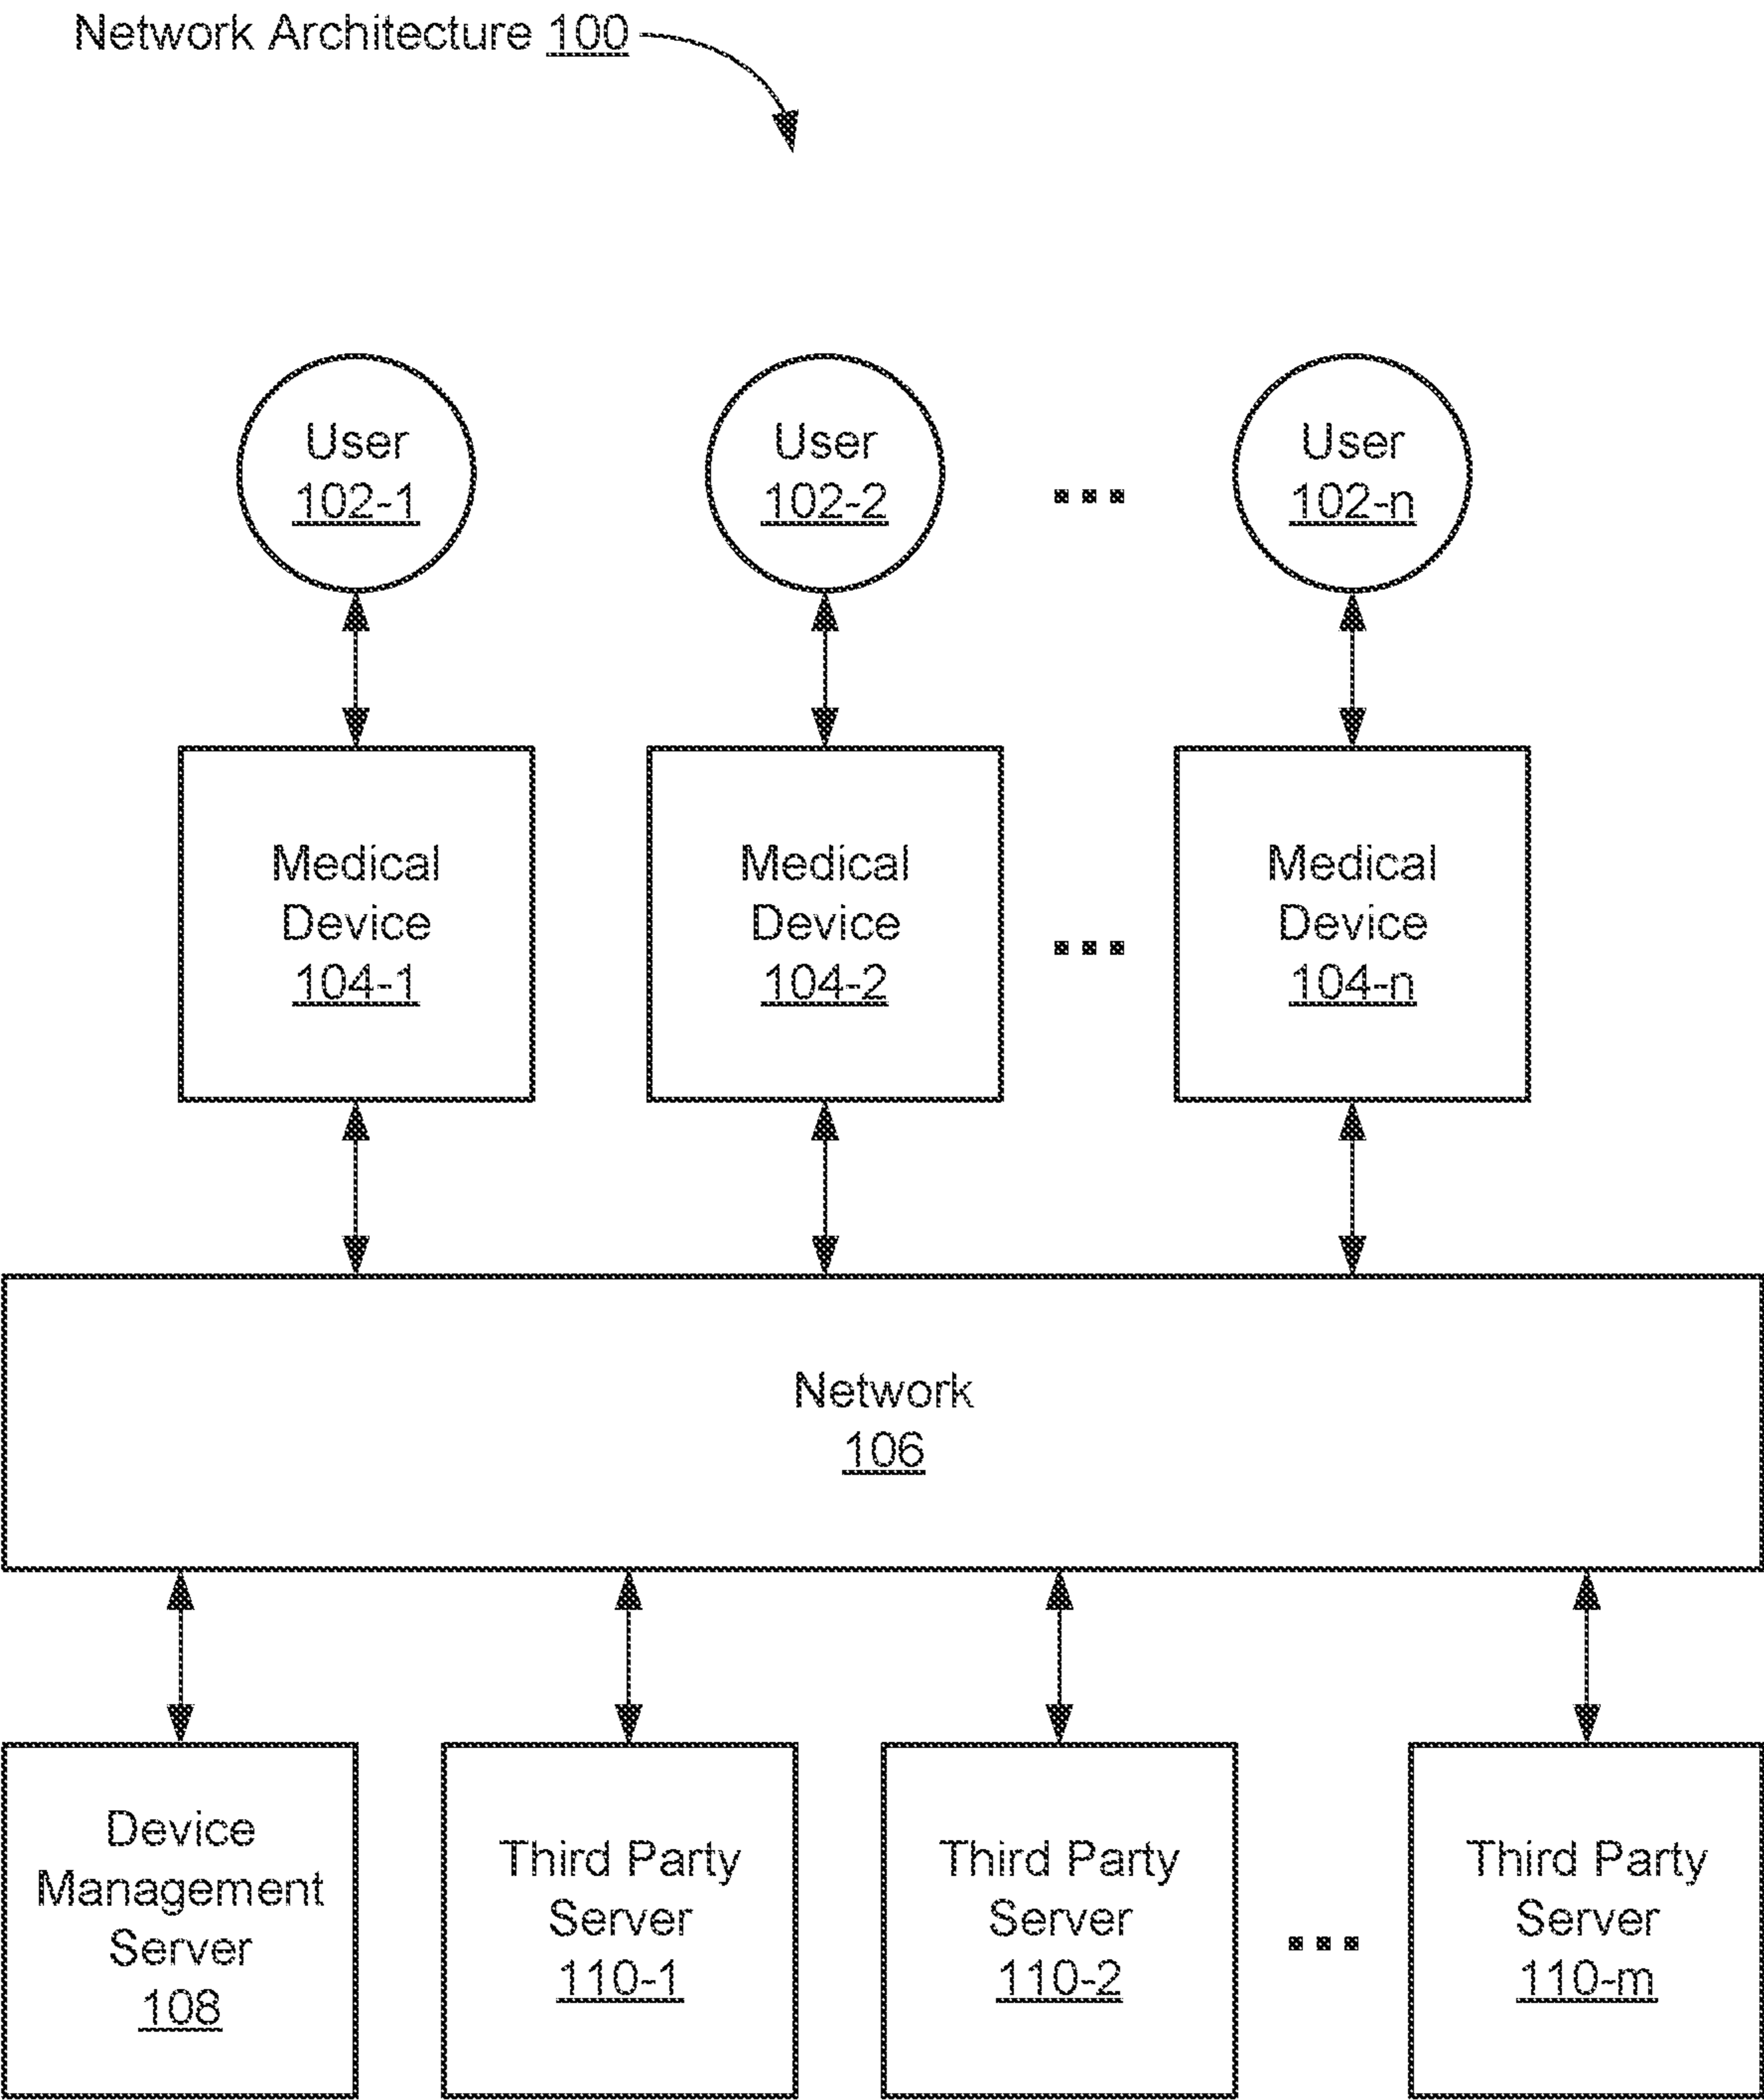 Network Architecture 100
User
102-1
User
102-2
...
User
102-n
Medical
Device
104-1
Medical
Device
104-2
...
Medical
Device
104-n
Network
106
Device
Management
Server
108
Third Party
Server
110-1
Third Party
Server
110-2
...
Third Party
Server
110-m